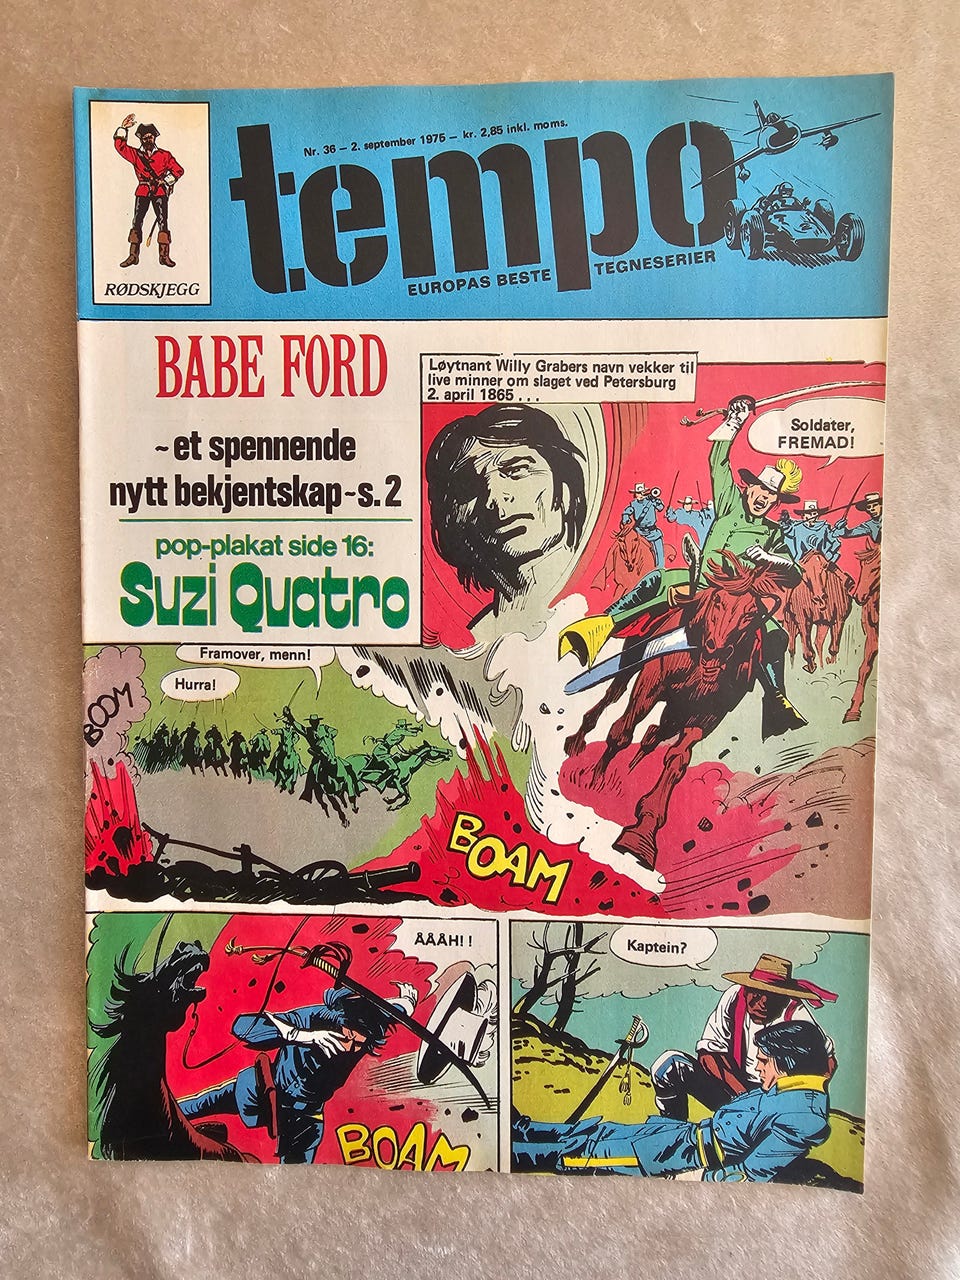 Nr. 36 – 2. september 1975 – kr. 2,85 inkl. moms.
tempo
EUROPAS BESTE TEGNESERIER
RØDSKJEGG
BABE FORD
~et spennende
nytt bekjentskap~s.2
pop-plakat side 16:
Suzi Quatro
Løytnant Willy Grabers navn vekker til
live minner om slaget ved Petersburg
2. april 1865 . . .
Soldater,
FREMAD!
Framover, menn!
Hurra!
BOOM
BOAM
ÅÅÅH! !
BOAM
Kaptein?